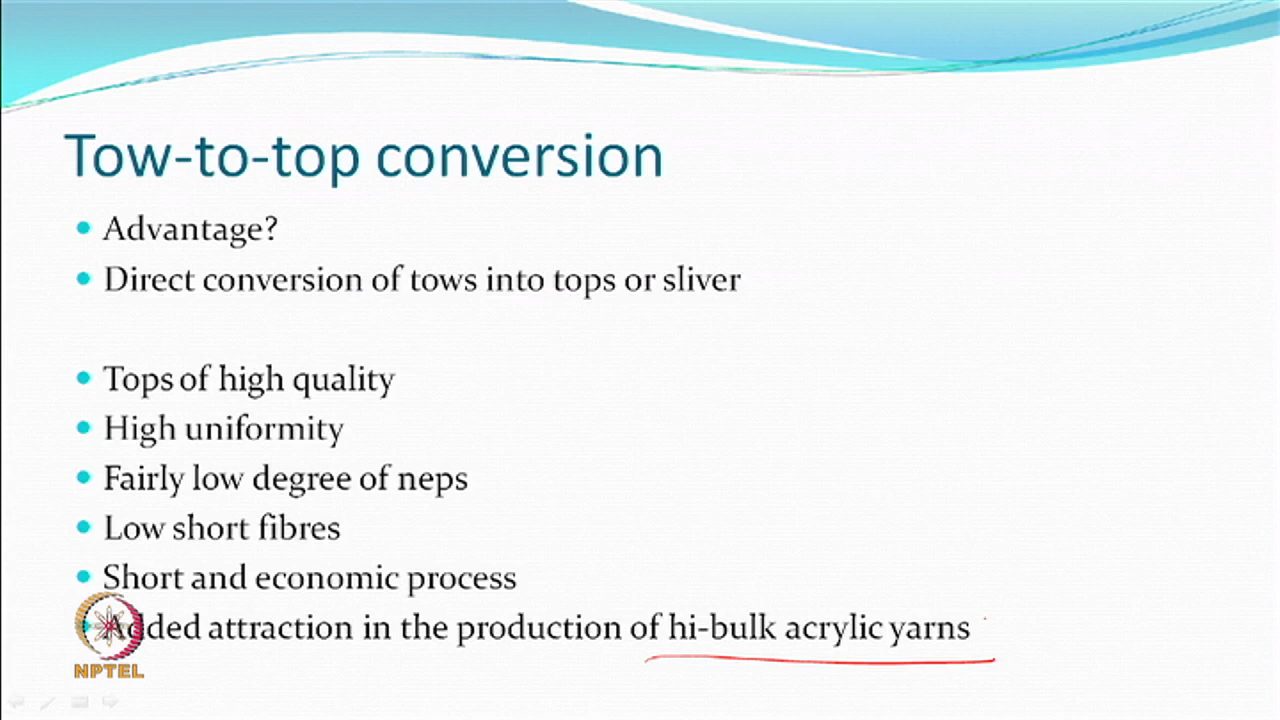 Tow-to-top conversion
Advantage?
Direct conversion of tows into tops or sliver
Tops of high quality
High uniformity
Fairly low degree of neps
Low short fibres
Short and economic process
Added attraction in the production of hi-bulk acrylic yarns
NPTEL